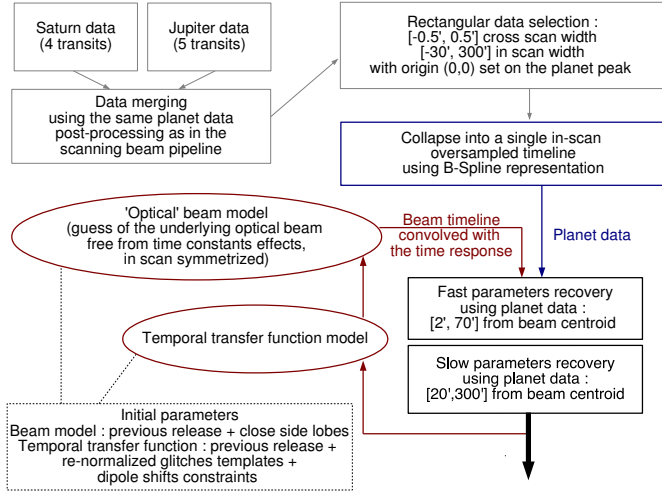 Saturn data
(4 transits)
Jupiter data
(5 transits)
Rectangular data selection :
[-0.5', 0.5'] cross scan width
[-30', 300'] in scan width
with origin (0,0) set on the planet peak
Data merging
using the same planet data
post-processing as in the
scanning beam pipeline
Collapse into a single in-scan
oversampled timeline
using B-Spline representation
'Optical' beam model
(guess of the underlying optical beam
free from time constants effects,
in scan symmetrized)
Beam timeline
convolved with
the time response
Planet data
Fast parameters recovery
using planet data :
[2', 70'] from beam centroid
Temporal transfer function model
Slow parameters recovery
using planet data :
[20',300'] from beam centroid
Initial parameters
Beam model : previous release + close side lobes
Temporal transfer function : previous release +
re-normalized glitches templates +
dipole shifts constraints